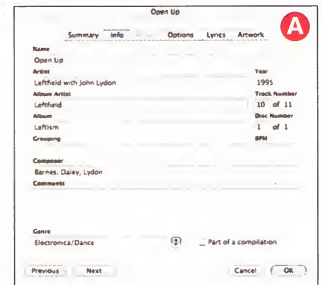 Open Up
A
Summary Info Options Lyrics Artwork
Name
Open Up
Artist Year
Leftfield with John Lydon 1995
Album Artist Track Number
Leftfield 10 of 11
Album Disc Number
Leftism 1 of 1
Grouping BPM
Composer
Barnes, Daley, Lydon
Comments
Genre
Electronica/Dance Part of a compilation
Previous Next Cancel OK